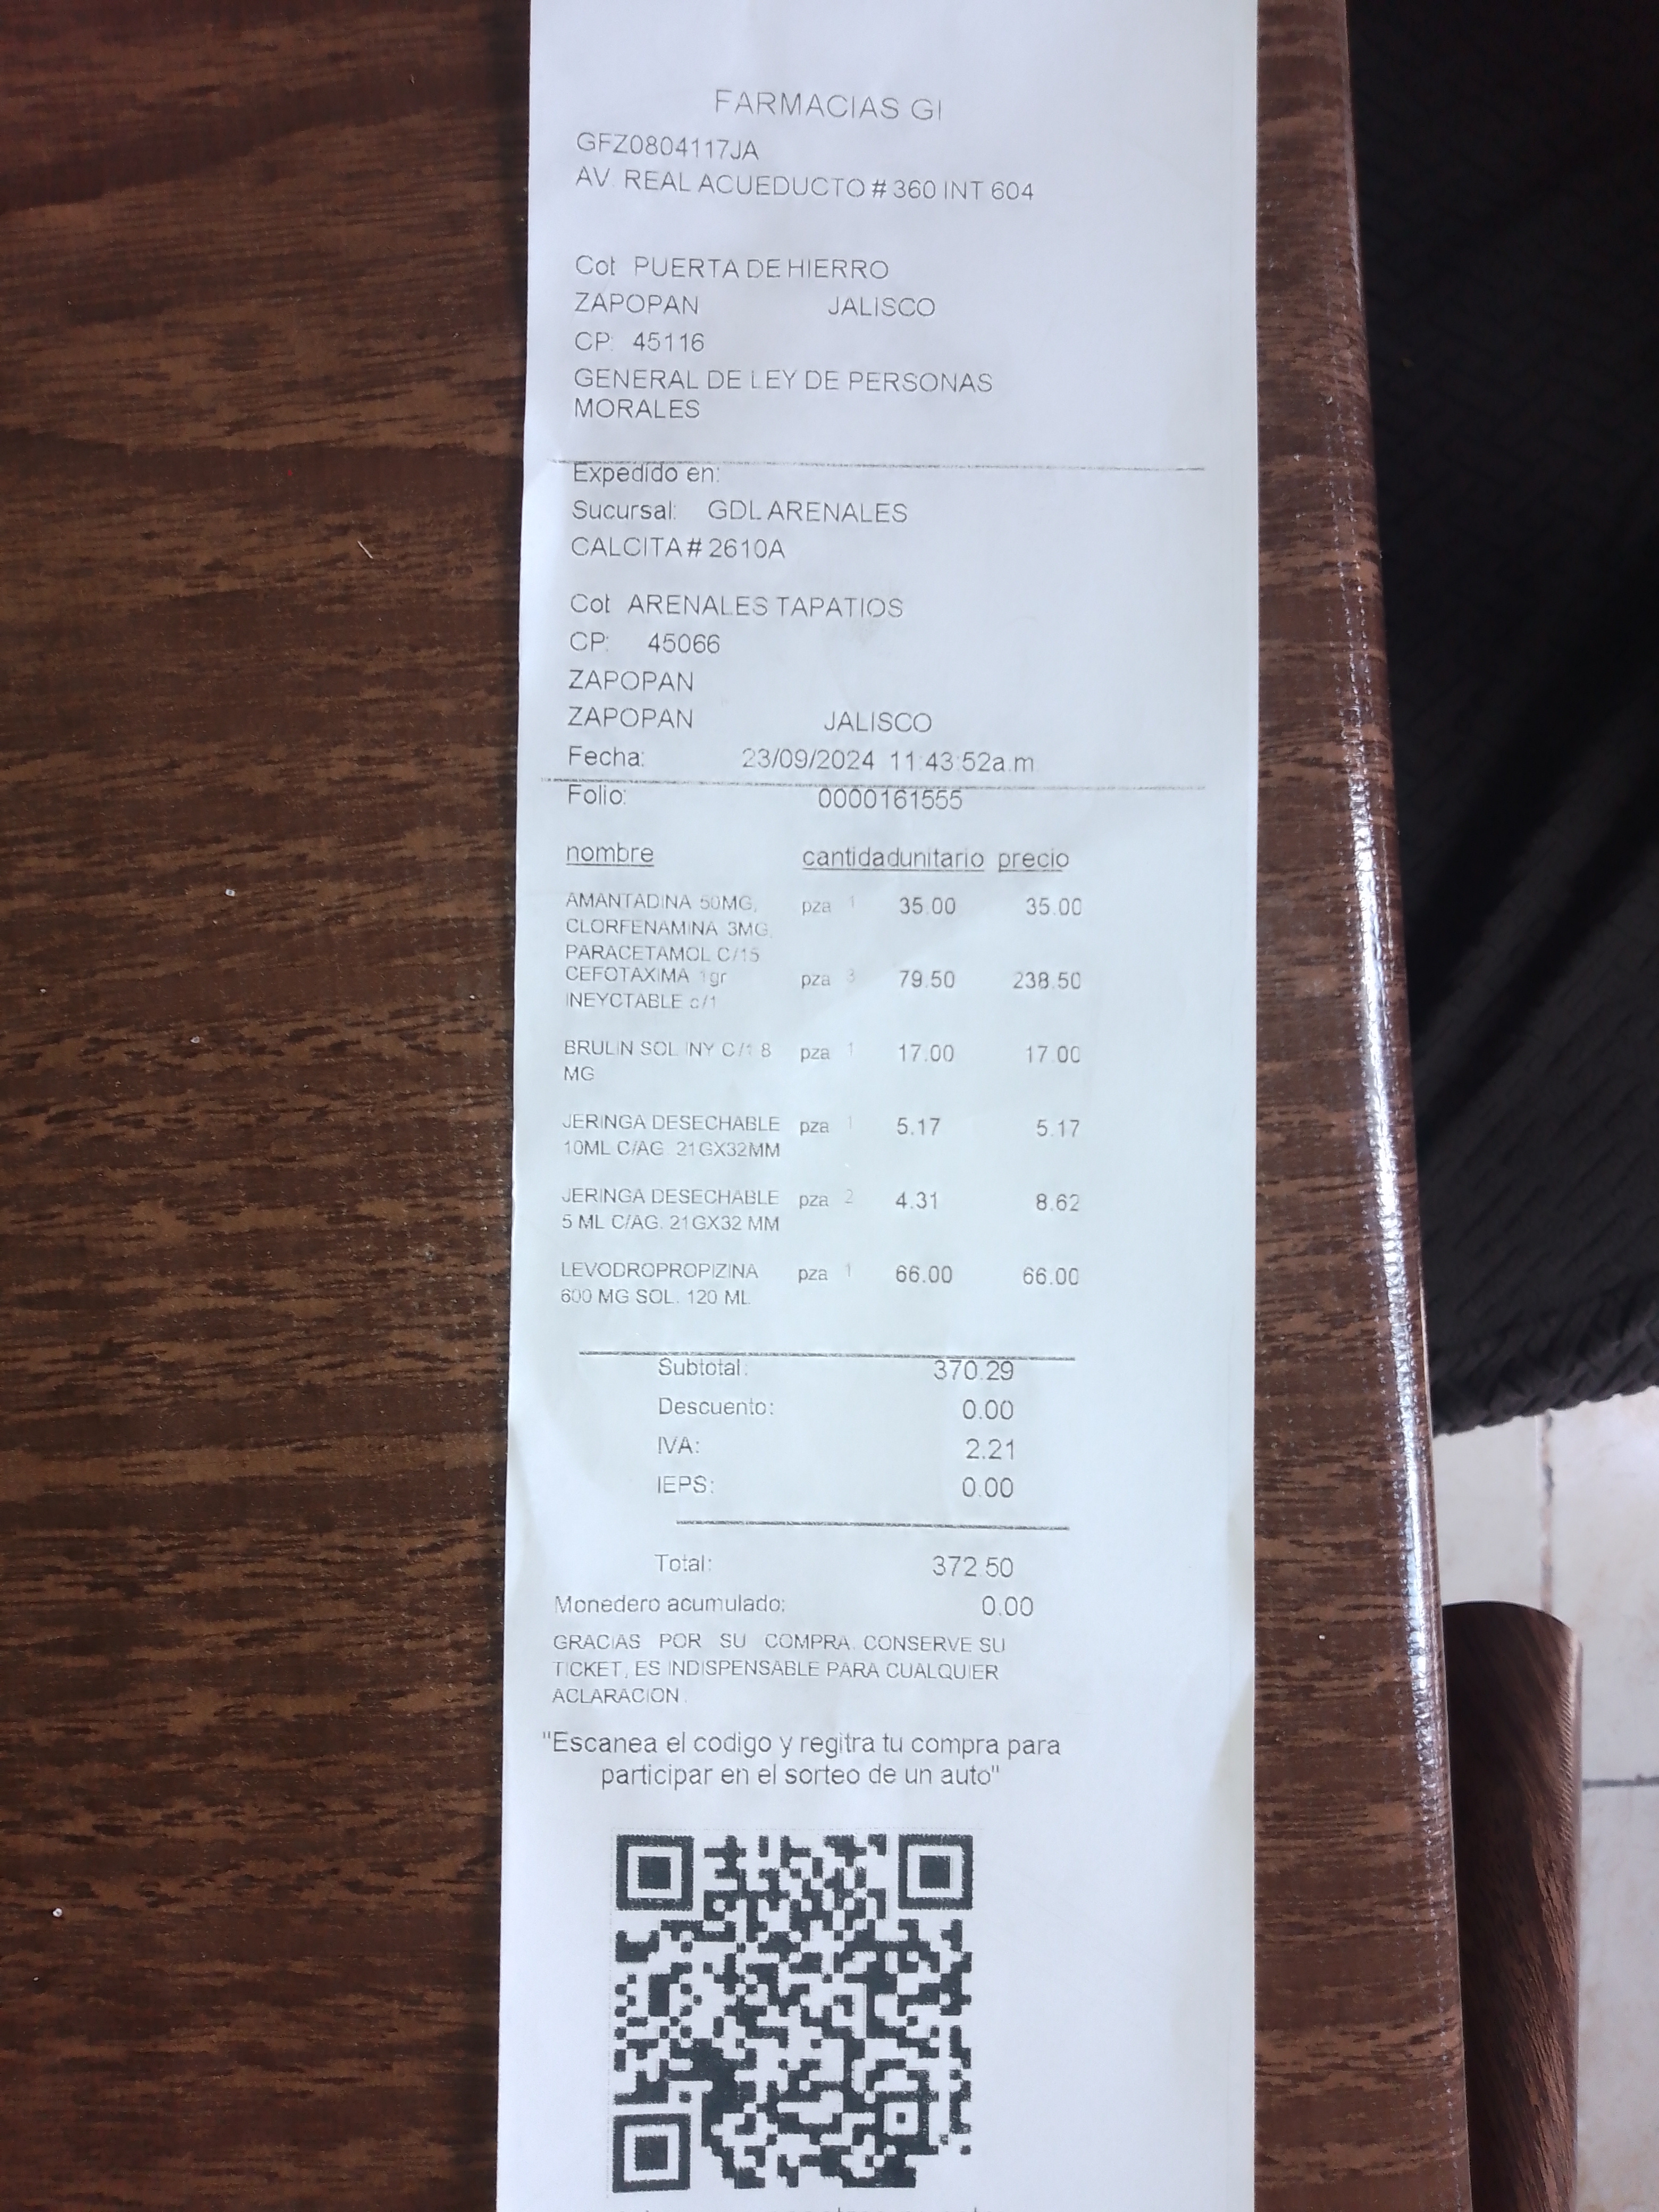 FARMACIAS GI
GFZ0804117JA
AV. REAL ACUEDUCTO # 360 INT 604
Cot PUERTA DE HIERRO
ZAPOPAN JALISCO
CP: 45116
GENERAL DE LEY DE PERSONAS
MORALES
Expedido en:
Sucursal: GDL ARENALES
CALCITA # 2610A
Cot ARENALES TAPATIOS
CP: 45066
ZAPOPAN
ZAPOPAN JALISCO
Fecha: 23/09/2024 11:43:52a.m.
Folio: 0000161555
nombre cantidad unitario precio
AMANTADINA 50MG, pza 1 35.00 35.00
CLORFENAMINA 3MG,
PARACETAMOL C/15
CEFOTAXIMA 1gr pza 3 79.50 238.50
INEYCTABLE c/1
BRULIN SOL INY C/1 8 pza 1 17.00 17.00
MG
JERINGA DESECHABLE pza 1 5.17 5.17
10ML C/AG. 21GX32MM
JERINGA DESECHABLE pza 2 4.31 8.62
5 ML C/AG. 21GX32 MM
LEVODROPROPIZINA pza 1 66.00 66.00
600 MG SOL. 120 ML
Subtotal: 370.29
Descuento: 0.00
IVA: 2.21
IEPS: 0.00
Total: 372.50
Monedero acumulado: 0.00
GRACIAS POR SU COMPRA. CONSERVE SU
TICKET, ES INDISPENSABLE PARA CUALQUIER
ACLARACION.
"Escanea el codigo y regitra tu compra para
participar en el sorteo de un auto"